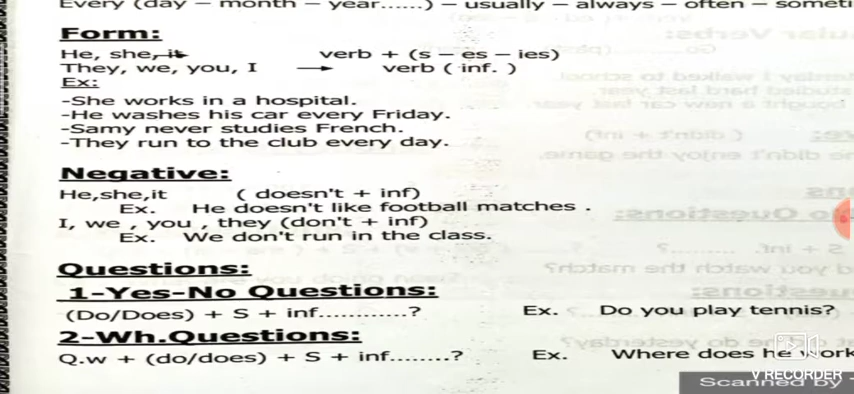 Every (day – month – year......) – usually – always – often – someti
Form:
He, she, it verb + (s – es – ies)
They, we, you, I → verb ( inf. )
Ex:
-She works in a hospital.
-He washes his car every Friday.
-Samy never studies French.
-They run to the club every day.
Negative:
He,she,it ( doesn't + inf)
Ex. He doesn't like football matches .
I, we , you , they (don't + inf)
Ex. We don't run in the class.
Questions:
1-Yes-No Questions:
(Do/Does) + S + inf............? Ex. Do you play tennis?
2-Wh.Questions:
Q.w + (do/does) + S + inf........? Ex. Where does he work
V RECORDER
Scanned by